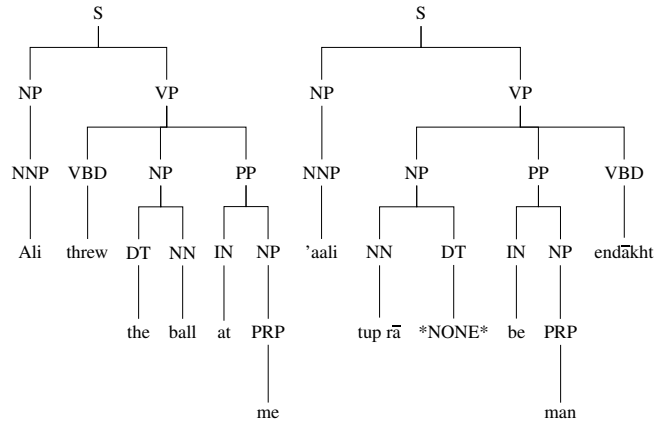 S S
NP VP NP VP
NNP VBD NP PP NNP NP PP VBD
Ali threw DT NN IN NP 'aali NN DT IN NP endākht
the ball at PRP tup rā *NONE* be PRP
me man